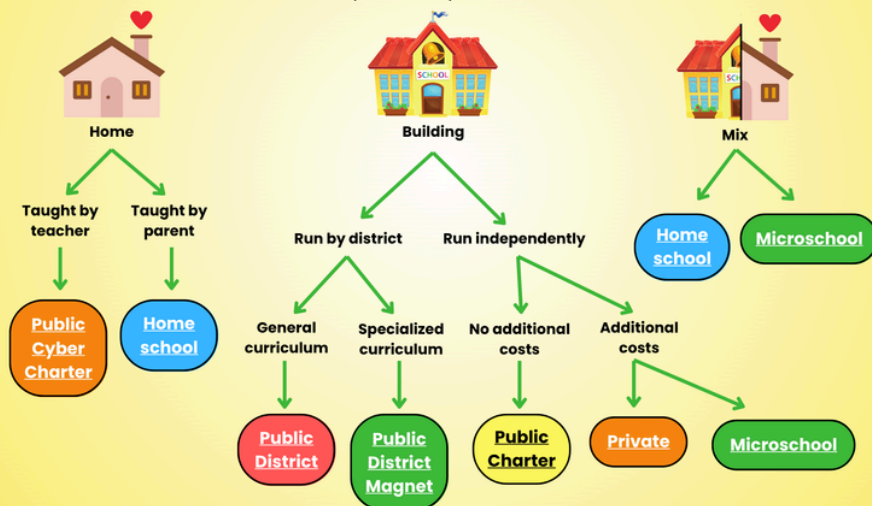 SCHOOL
SCH
Home
Building
Mix
Taught by
teacher
Taught by
parent
Run by district
Run independently
Home
school
Microschool
General
curriculum
Specialized
curriculum
No additional
costs
Additional
costs
Public
Cyber
Charter
Home
school
Public
District
Public
District
Magnet
Public
Charter
Private
Microschool